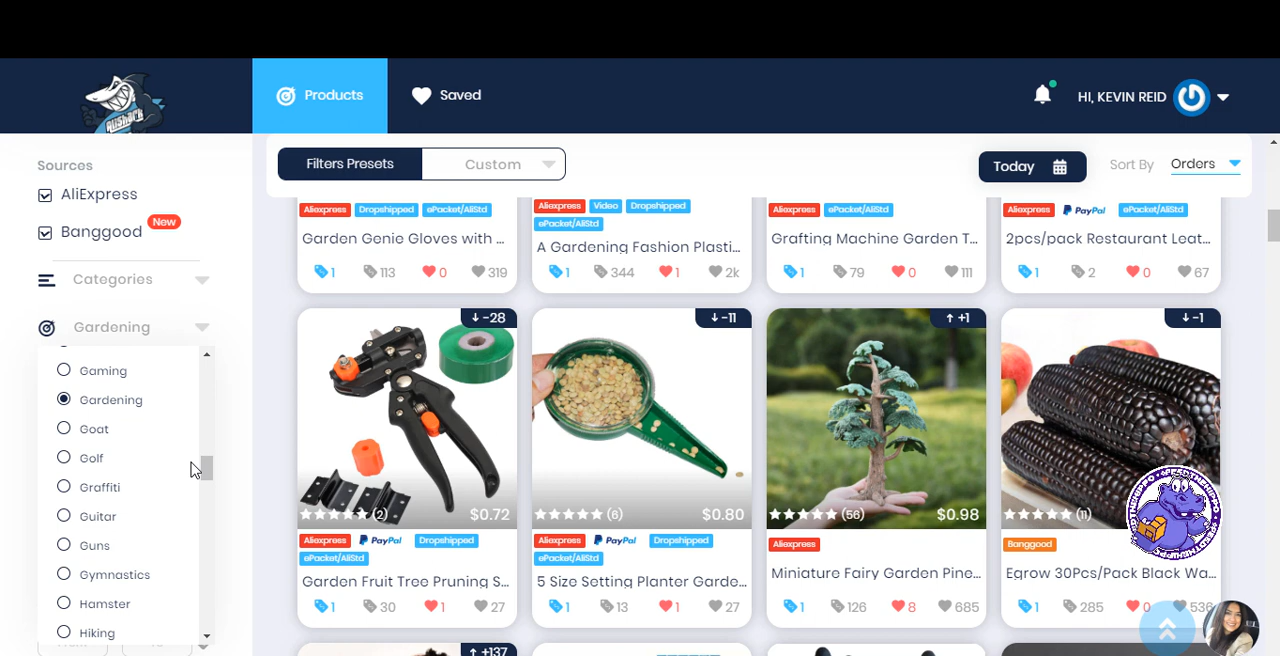 AliShark
Products
Saved
HI, KEVIN REID
Sources
AliExpress
New
Banggood
Categories
Gardening
Gaming
Gardening
Goat
Golf
Graffiti
Guitar
Guns
Gymnastics
Hamster
Hiking
Filters Presets
Custom
Today
Sort By
Orders
Aliexpress Dropshipped ePacket/AliStd
Garden Genie Gloves with ...
1 113 0 319
Aliexpress Video Dropshipped
ePacket/AliStd
A Gardening Fashion Plasti...
1 344 1 2k
Aliexpress ePacket/AliStd
Grafting Machine Garden T...
1 79 0 111
Aliexpress PayPal ePacket/AliStd
2pcs/pack Restaurant Leat...
1 2 0 67
↓ -28
(2) $0.72
Aliexpress PayPal Dropshipped
ePacket/AliStd
Garden Fruit Tree Pruning S...
1 30 1 27
↓ -11
(6) $0.80
Aliexpress PayPal Dropshipped
ePacket/AliStd
5 Size Setting Planter Garde...
1 13 1 27
↑ +1
(56) $0.98
Aliexpress
Miniature Fairy Garden Pine...
1 126 8 685
↓ -1
(11)
Banggood
Egrow 30Pcs/Pack Black Wa...
1 285 0 536
↑ +137